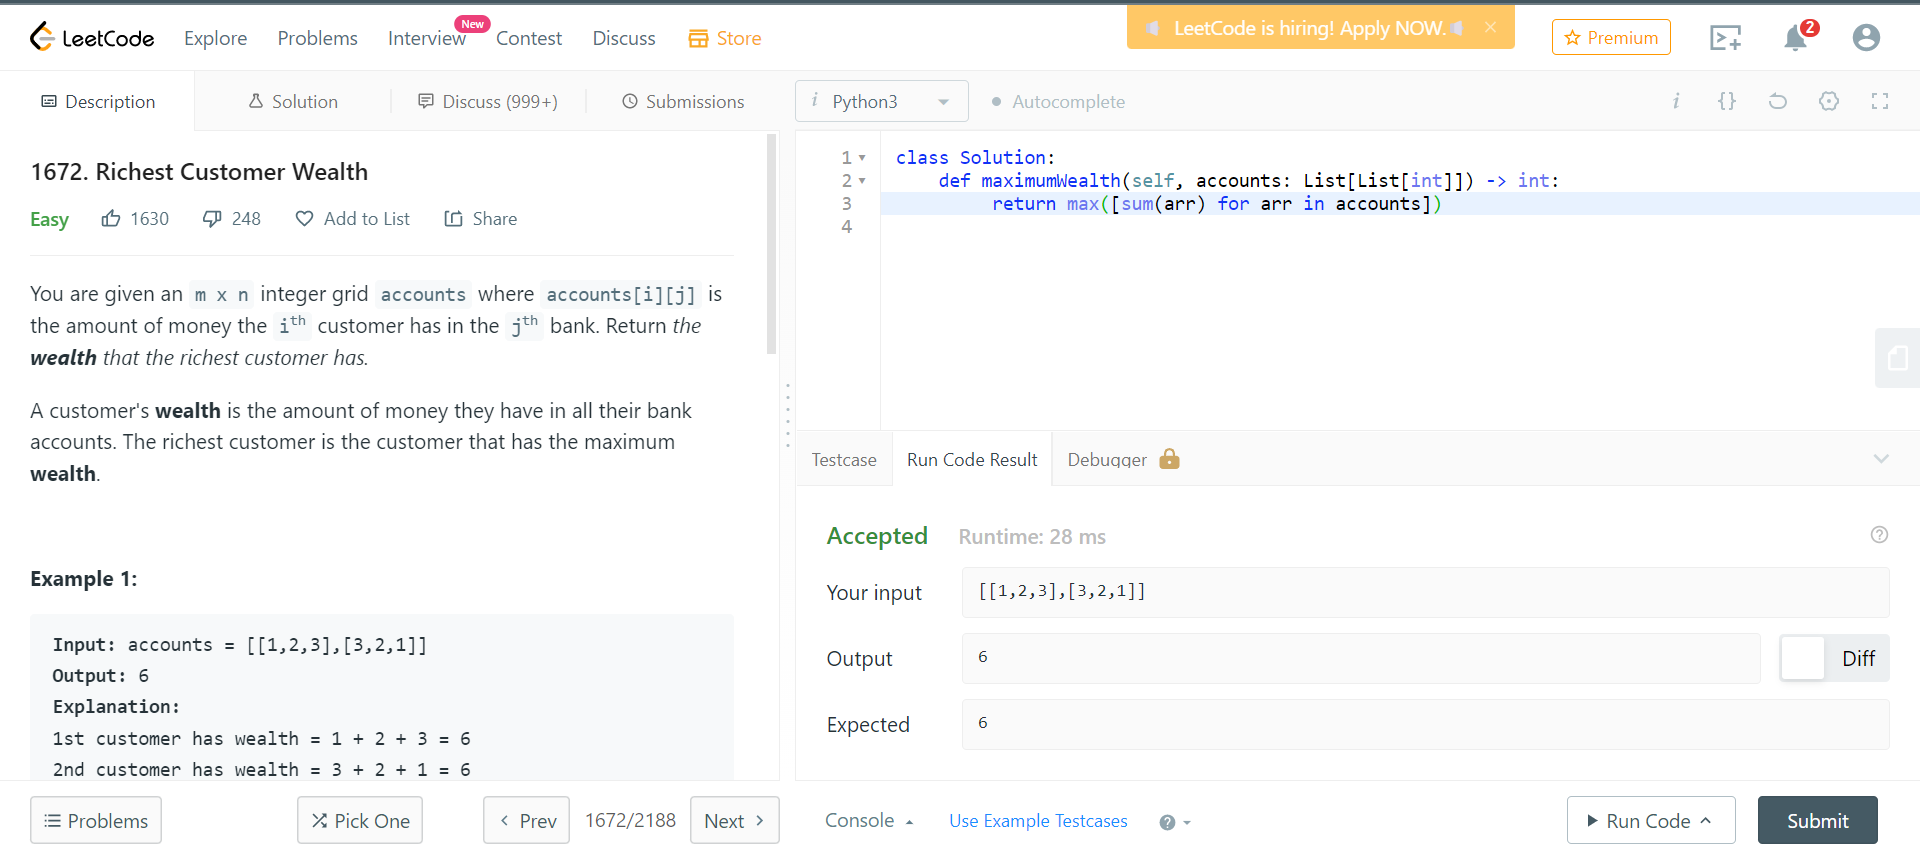 LeetCode Explore Problems Interview New Contest Discuss Store
LeetCode is hiring! Apply NOW.
Premium
2
Description Solution Discuss (999+) Submissions
1672. Richest Customer Wealth
Easy 1630 248 Add to List Share
You are given an m x n integer grid accounts where accounts[i][j] is
the amount of money the ith customer has in the jth bank. Return the
wealth that the richest customer has.
A customer's wealth is the amount of money they have in all their bank
accounts. The richest customer is the customer that has the maximum
wealth.
Example 1:
Input: accounts = [[1,2,3],[3,2,1]]
Output: 6
Explanation:
1st customer has wealth = 1 + 2 + 3 = 6
2nd customer has wealth = 3 + 2 + 1 = 6
Problems Pick One Prev 1672/2188 Next
i Python3 Autocomplete i {}
1 class Solution:
2 def maximumWealth(self, accounts: List[List[int]]) -> int:
3 return max([sum(arr) for arr in accounts])
4
Testcase Run Code Result Debugger
Accepted Runtime: 28 ms ?
Your input [[1,2,3],[3,2,1]]
Output 6 Diff
Expected 6
Console Use Example Testcases ? Run Code Submit